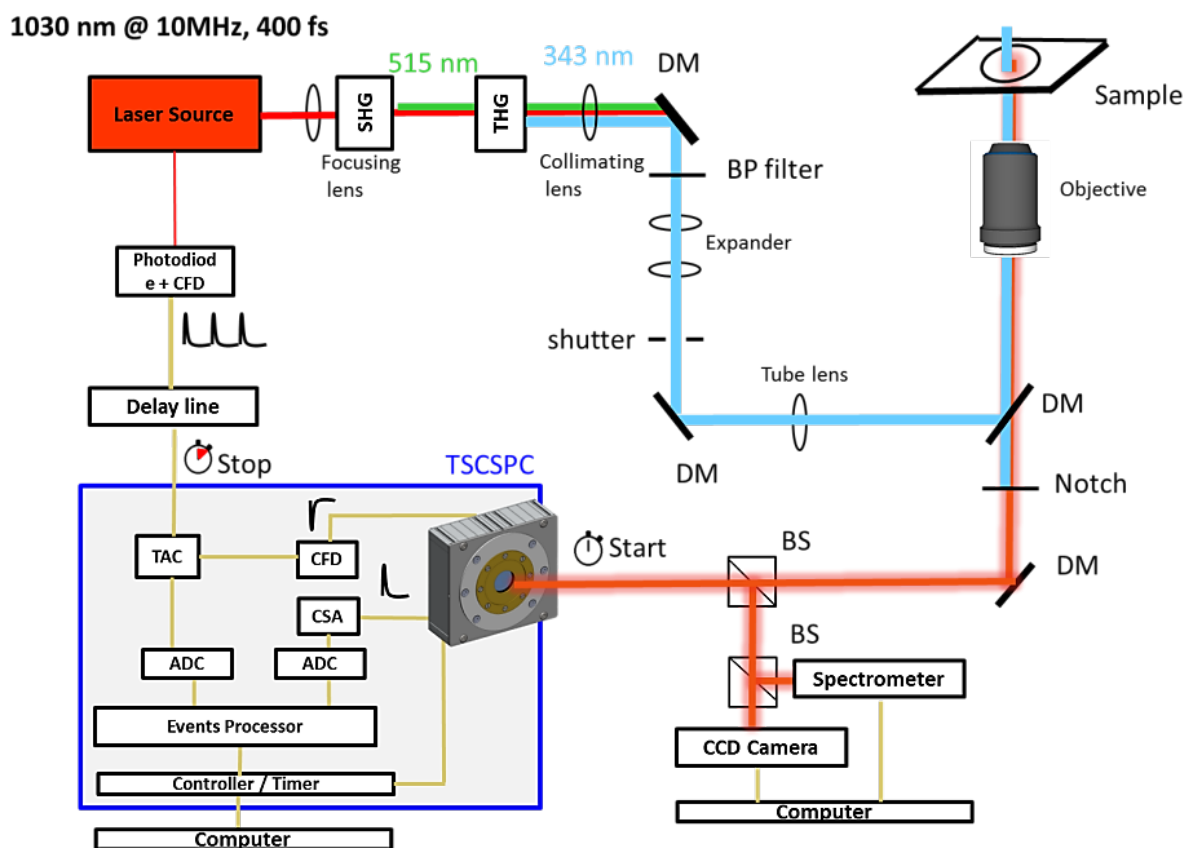 1030 nm @ 10MHz, 400 fs
515 nm
343 nm
DM
Laser Source
SHG
THG
Sample
Focusing
lens
Collimating
lens
BP filter
Objective
Expander
Photodiod
e + CFD
shutter
Tube lens
Delay line
DM
DM
Stop
TSCSPC
Notch
TAC
CFD
Start
BS
DM
CSA
BS
ADC
ADC
Spectrometer
Events Processor
CCD Camera
Controller / Timer
Computer
Computer